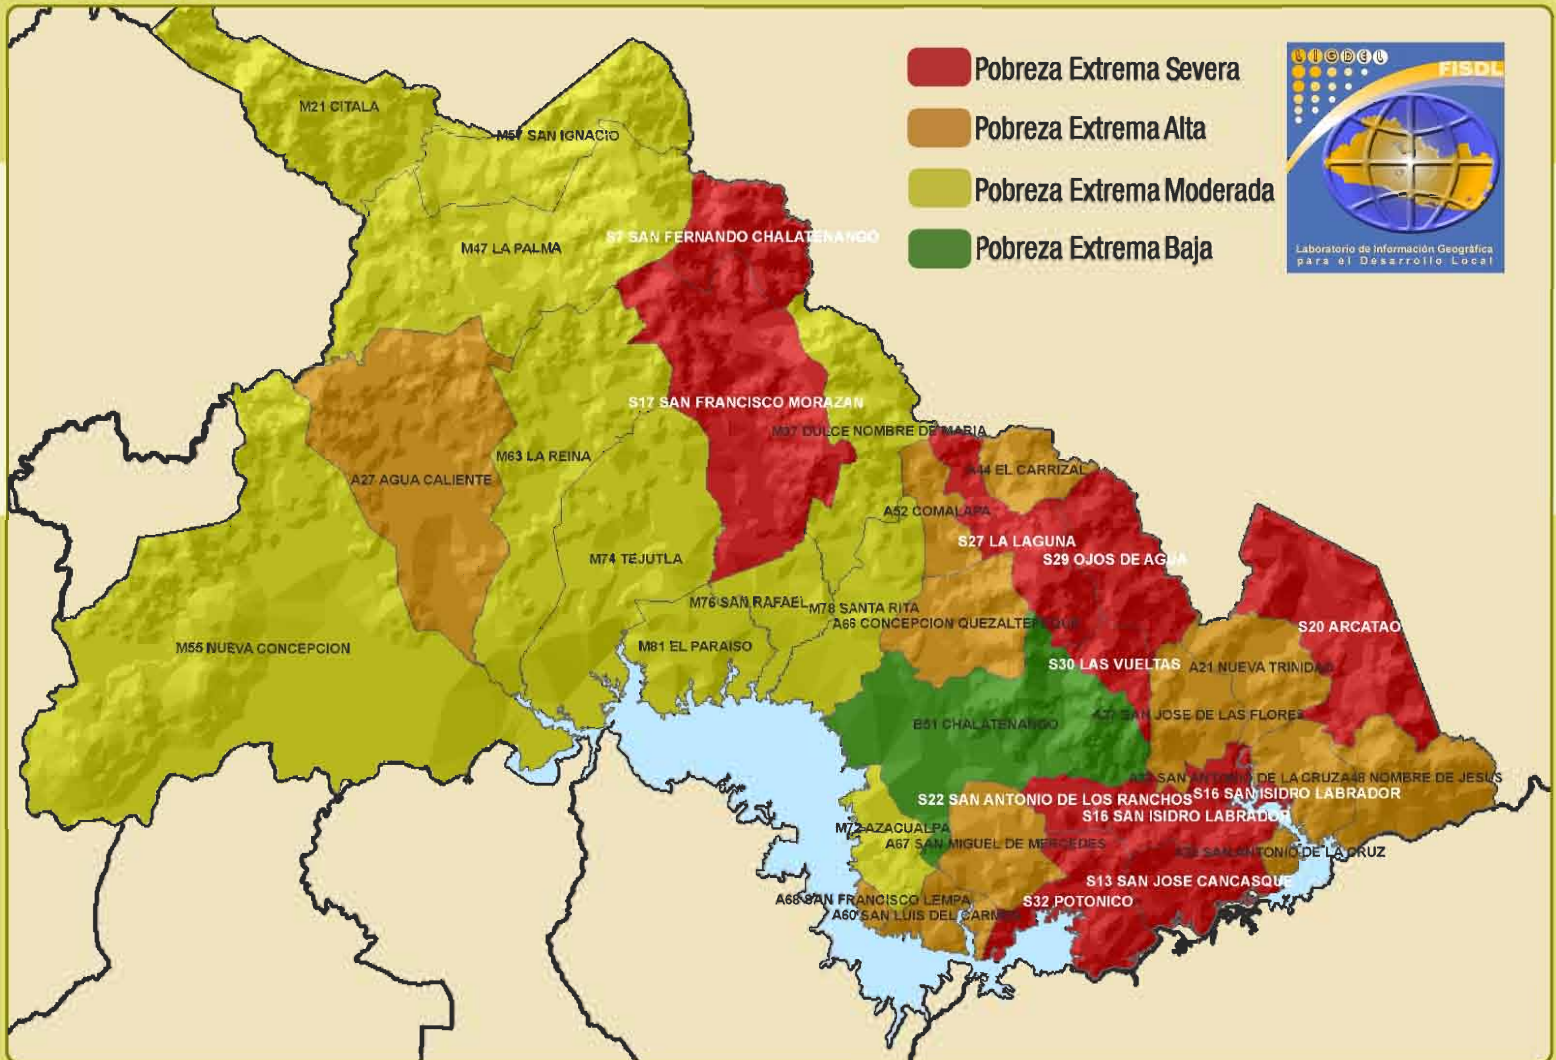 Pobreza Extrema Severa
Pobreza Extrema Alta
Pobreza Extrema Moderada
Pobreza Extrema Baja
FISDL
Laboratorio de Información Geográfica
para el Desarrollo Local
M21 CITALA
M57 SAN IGNACIO
M47 LA PALMA
S7 SAN FERNANDO CHALATENANGO
S17 SAN FRANCISCO MORAZAN
M37 DULCE NOMBRE DE MARIA
M63 LA REINA
A27 AGUA CALIENTE
A44 EL CARRIZAL
A52 COMALAPA
S27 LA LAGUNA
S29 OJOS DE AGUA
M74 TEJUTLA
M76 SAN RAFAEL
M78 SANTA RITA
A66 CONCEPCION QUEZALTEPEQUE
S20 ARCATAO
M55 NUEVA CONCEPCION
M81 EL PARAISO
S30 LAS VUELTAS
A21 NUEVA TRINIDAD
B51 CHALATENANGO
SAN JOSE DE LAS FLORES
SAN ANTONIO DE LA CRUZ
A48 NOMBRE DE JESUS
S22 SAN ANTONIO DE LOS RANCHOS
S16 SAN ISIDRO LABRADOR
S16 SAN ISIDRO LABRADOR
M72 AZACUALPA
A67 SAN MIGUEL DE MERCEDES
SAN ANTONIO DE LA CRUZ
S13 SAN JOSE CANCASQUE
A68 SAN FRANCISCO LEMPA
S32 POTONICO
A60 SAN LUIS DEL CARMEN